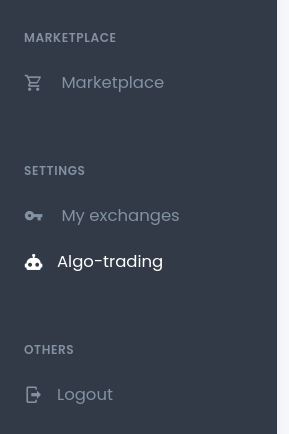 MARKETPLACE
Marketplace
SETTINGS
My exchanges
Algo-trading
OTHERS
Logout